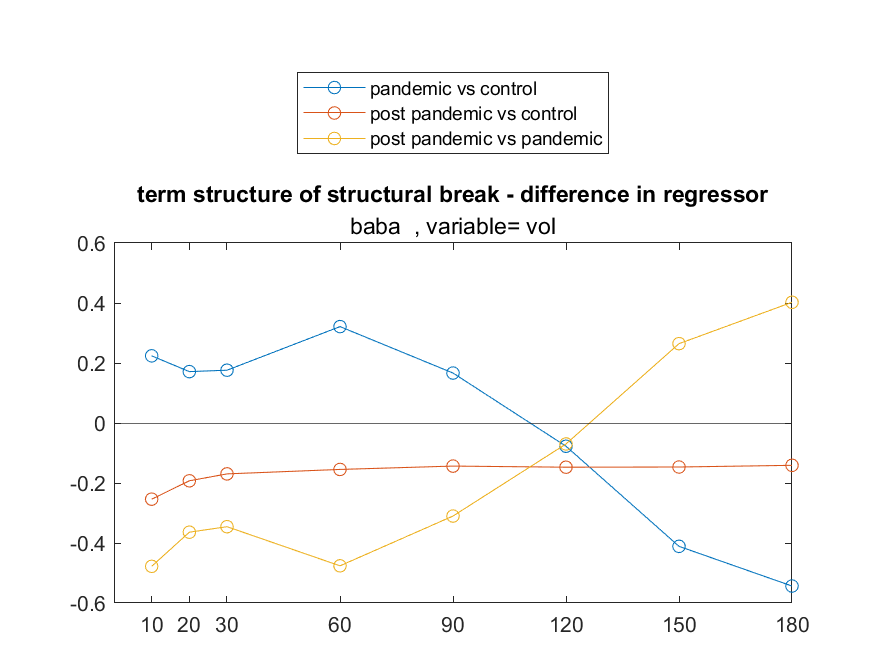 pandemic vs control
post pandemic vs control
post pandemic vs pandemic
term structure of structural break - difference in regressor
baba , variable= vol
0.6
0.4
0.2
0
-0.2
-0.4
-0.6
10 20 30 60 90 120 150 180